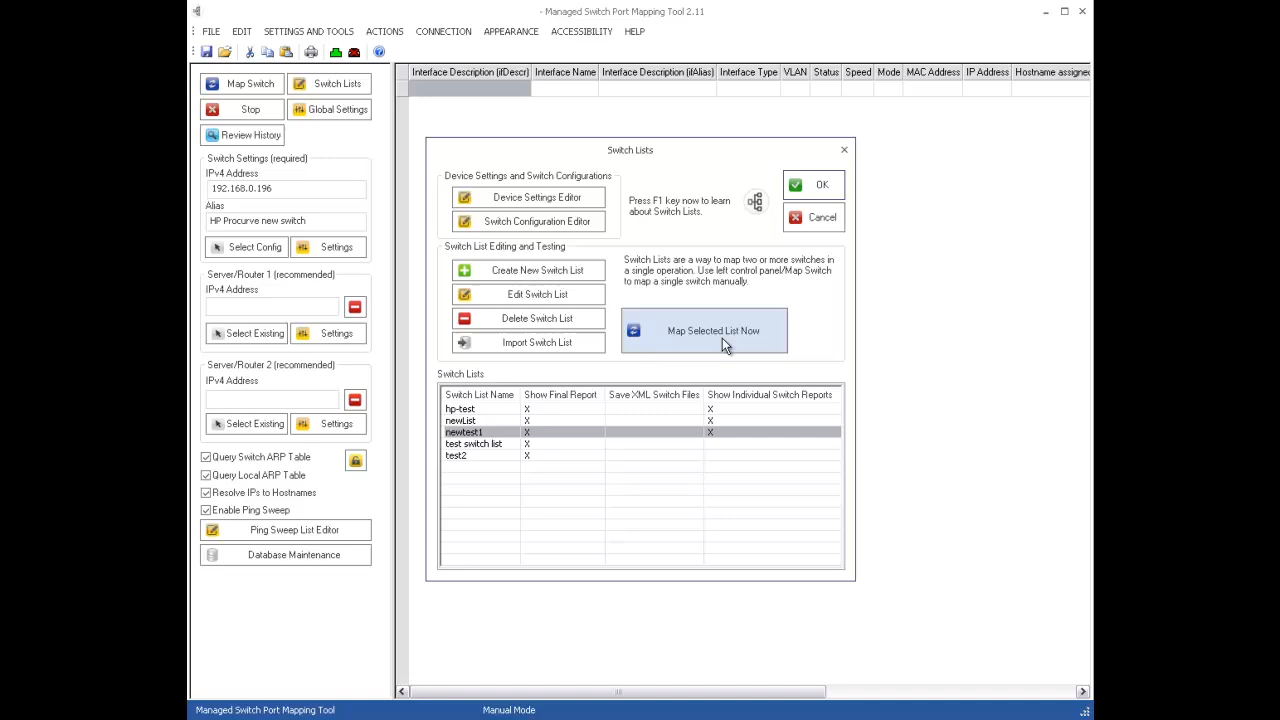 - Managed Switch Port Mapping Tool 2.11
FILE EDIT SETTINGS AND TOOLS ACTIONS CONNECTION APPEARANCE ACCESSIBILITY HELP
Map Switch
Switch Lists
Stop
Global Settings
Review History
Switch Settings (required)
IPv4 Address
192.168.0.196
Alias
HP Procurve new switch
Select Config
Settings
Server/Router 1 (recommended)
IPv4 Address
Select Existing
Settings
Server/Router 2 (recommended)
IPv4 Address
Select Existing
Settings
Query Switch ARP Table
Query Local ARP Table
Resolve IPs to Hostnames
Enable Ping Sweep
Ping Sweep List Editor
Database Maintenance
Interface Description (ifDescr) Interface Name Interface Description (ifAlias) Interface Type VLAN Status Speed Mode MAC Address IP Address Hostname assigned
Switch Lists
Device Settings and Switch Configurations
Device Settings Editor
Switch Configuration Editor
Press F1 key now to learn
about Switch Lists.
OK
Cancel
Switch List Editing and Testing
Create New Switch List
Edit Switch List
Delete Switch List
Import Switch List
Switch Lists are a way to map two or more switches
in a single operation. Use left control panel/Map Switch
to map a single switch manually.
Map Selected List Now
Switch Lists
Switch List Name Show Final Report Save XML Switch Files Show Individual Switch Reports
hp-test X X
newList X X
newtest1 X X
test switch list X
test2 X
Managed Switch Port Mapping Tool
Manual Mode